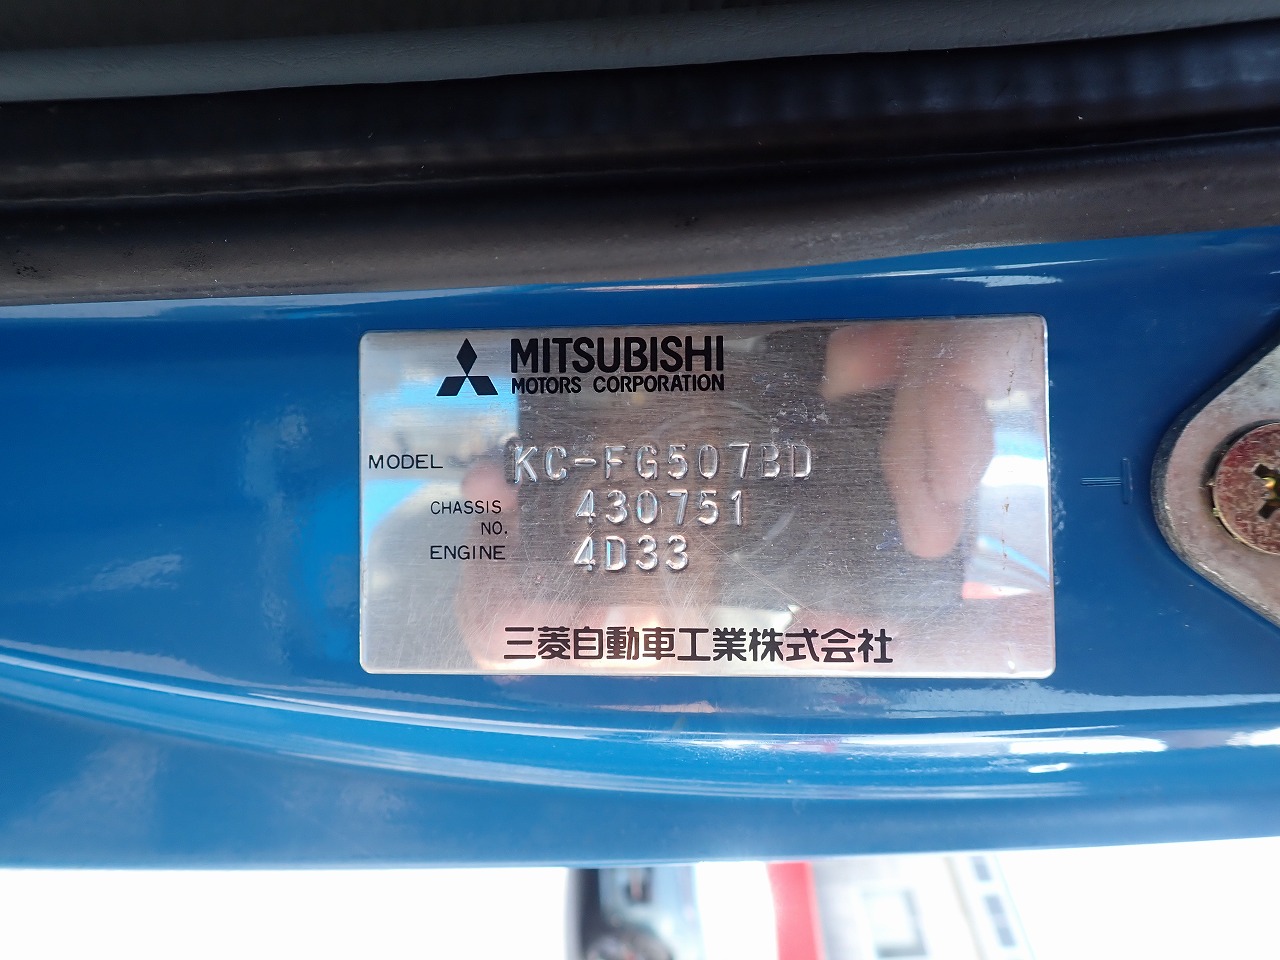 MITSUBISHI
MOTORS CORPORATION
MODEL KC-FG507BD
CHASSIS NO. 430751
ENGINE 4D33
三菱自動車工業株式会社